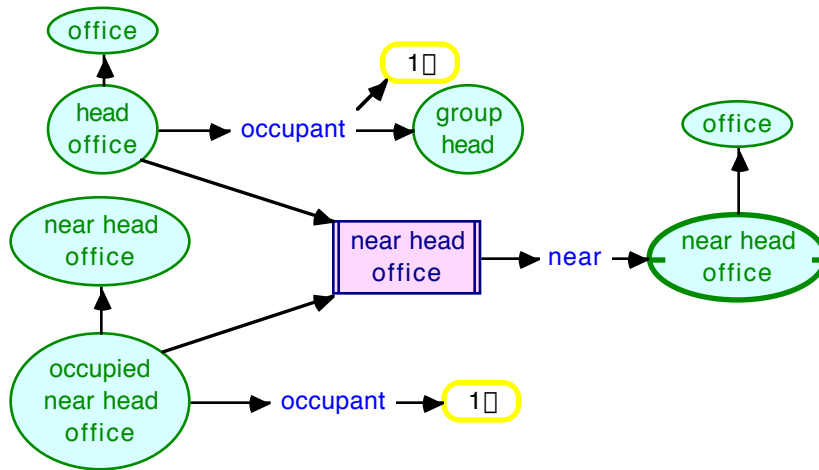 office
head
office
occupant
1▯
group
head
office
near head
office
near head
office
near
near head
office
occupied
near head
office
occupant
1▯